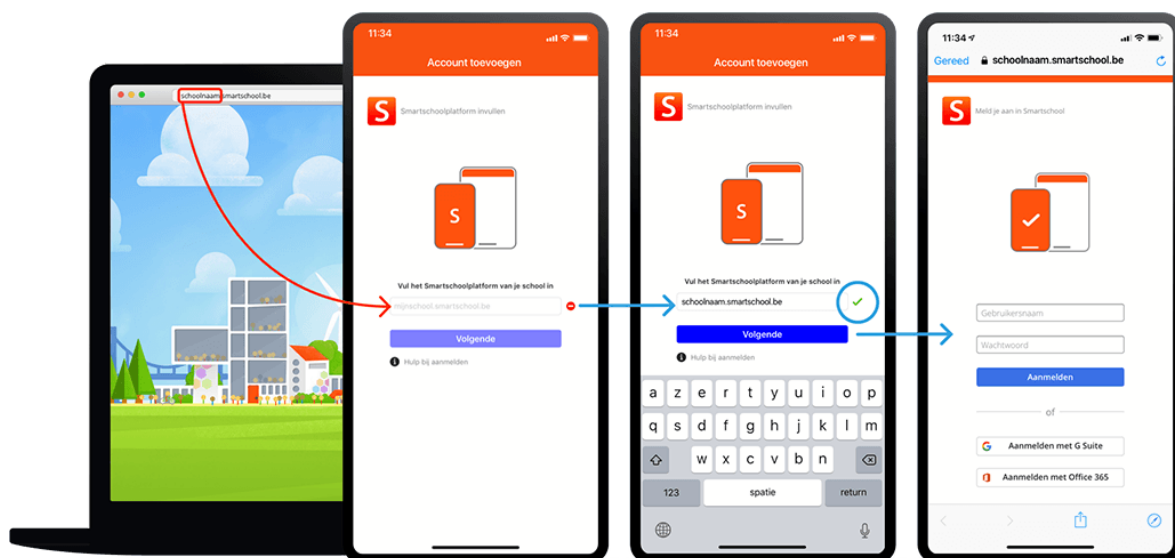 schoolnaam.smartschool.be
11:34
Account toevoegen
S
Smartschoolplatform invullen
S
Vul het Smartschoolplatform van je school in
mijnschool.smartschool.be
Volgende
Hulp bij aanmelden
11:34
Account toevoegen
S
Smartschoolplatform invullen
S
Vul het Smartschoolplatform van je school in
schoolnaam.smartschool.be
Volgende
Hulp bij aanmelden
a z e r t y u i o p
q s d f g h j k l m
w x c v b n
123 spatie return
11:34
Gereed schoolnaam.smartschool.be
S
Meld je aan in Smartschool
Gebruikersnaam
Wachtwoord
Aanmelden
of
G Aanmelden met G Suite
Aanmelden met Office 365